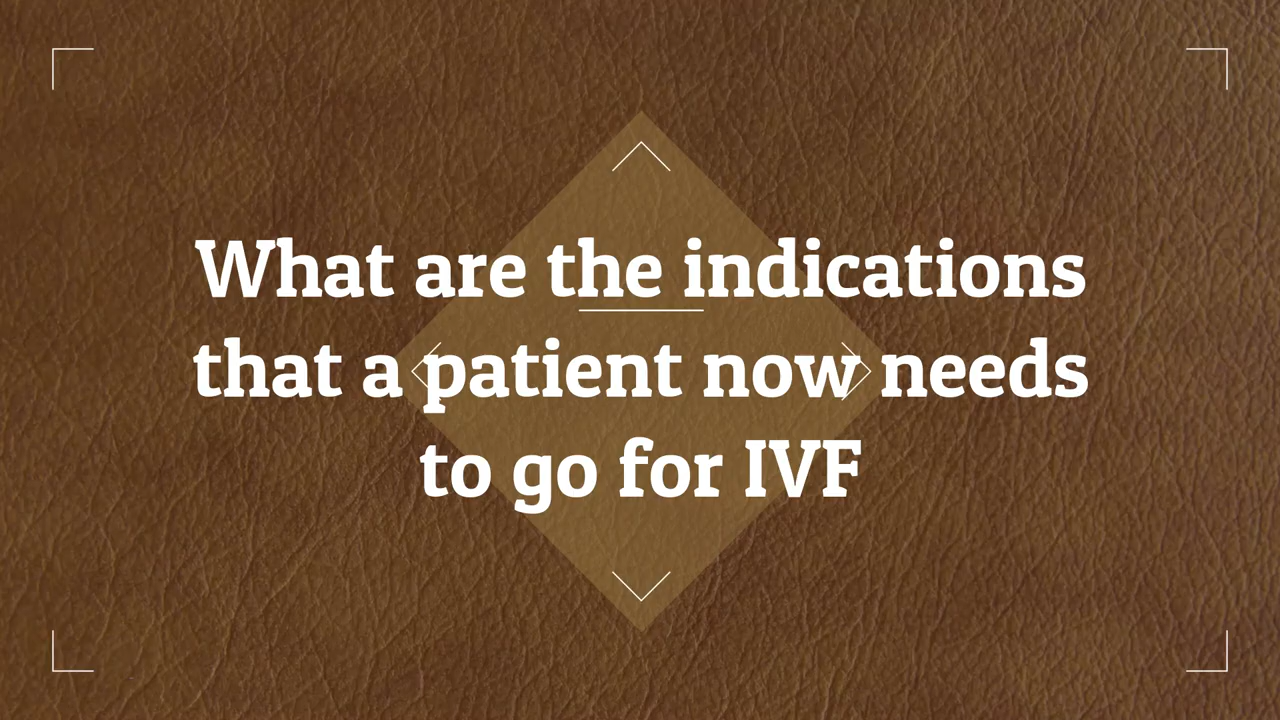 What are the indications
that a patient now needs
to go for IVF